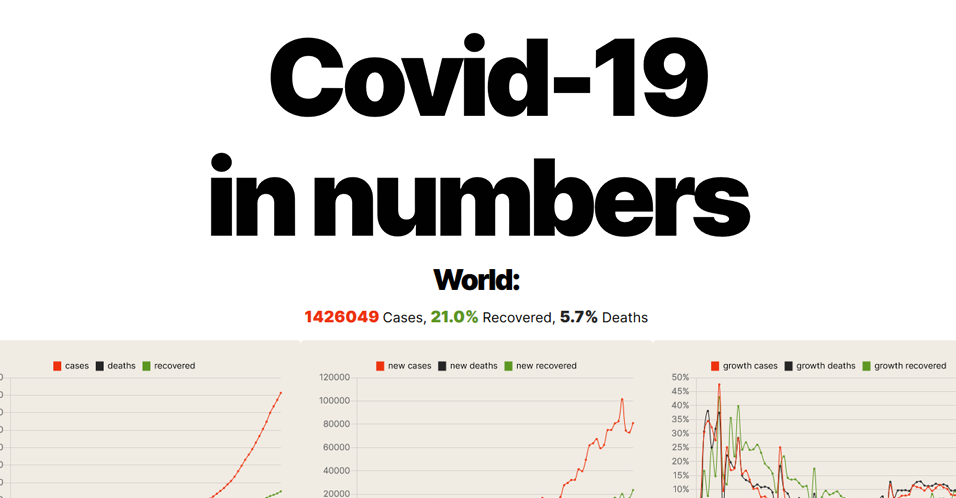 Covid-19
in numbers
World:
1426049 Cases, 21.0% Recovered, 5.7% Deaths
cases deaths recovered
new cases new deaths new recovered
120000
100000
80000
60000
40000
20000
growth cases growth deaths growth recovered
50%
45%
40%
35%
30%
25%
20%
15%
10%